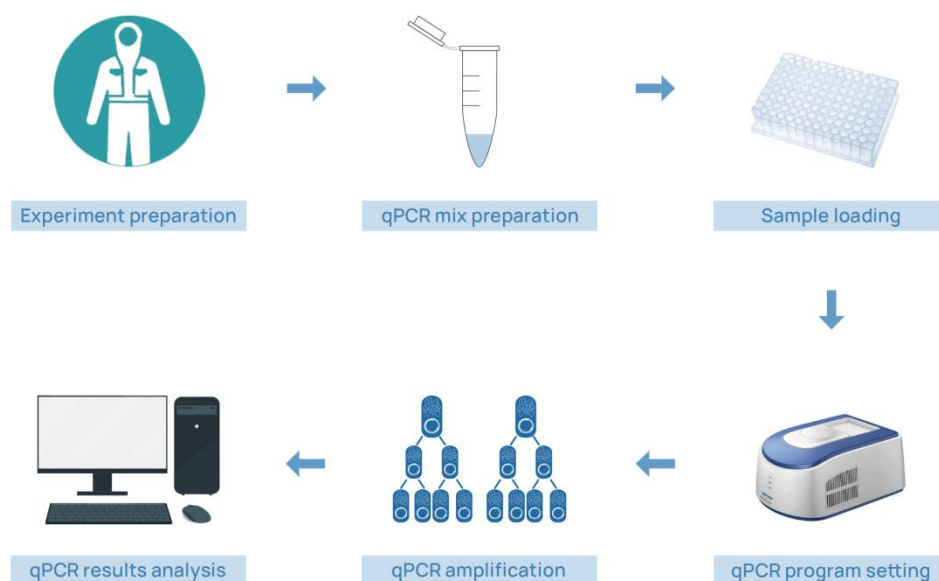 Experiment preparation
qPCR mix preparation
Sample loading
qPCR program setting
qPCR amplification
qPCR results analysis